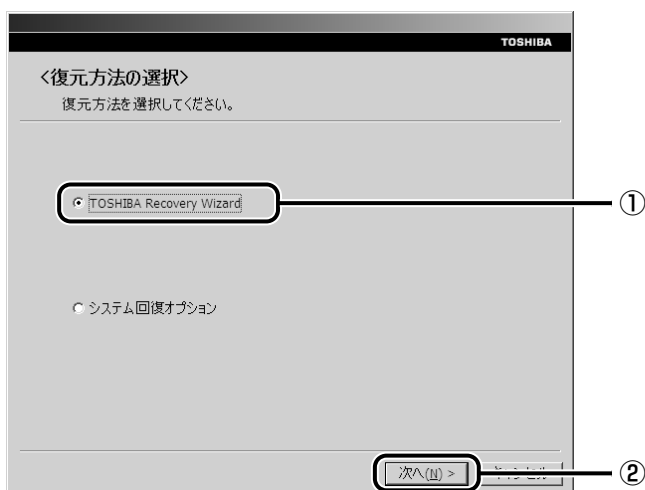 TOSHIBA
<復元方法の選択>
復元方法を選択してください。
TOSHIBA Recovery Wizard
①
システム回復オプション
次へ(N) >
②